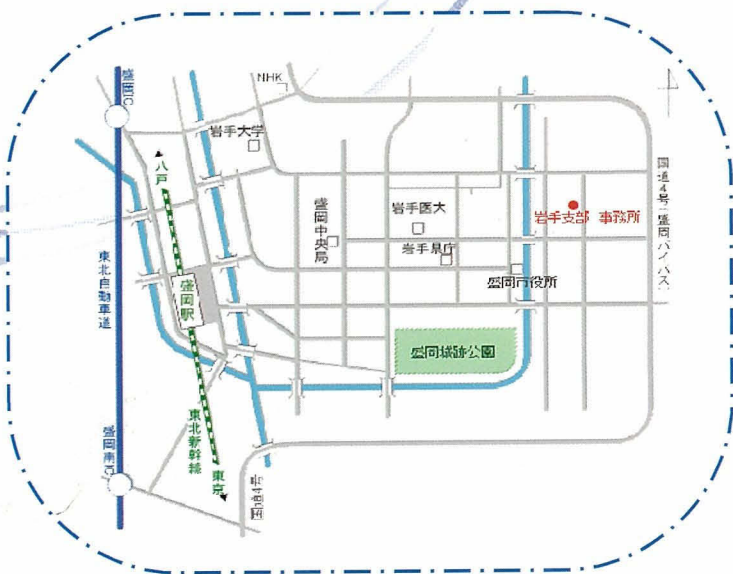 NHK
盛岡IC
岩手大学
八戸
国道4号(盛岡バイパス)
岩手医大
岩手支部 事務所
盛岡中央局
岩手県庁
東北自動車道
盛岡市役所
盛岡駅
盛岡城跡公園
東北新幹線
盛岡南IC
東京
国道4号